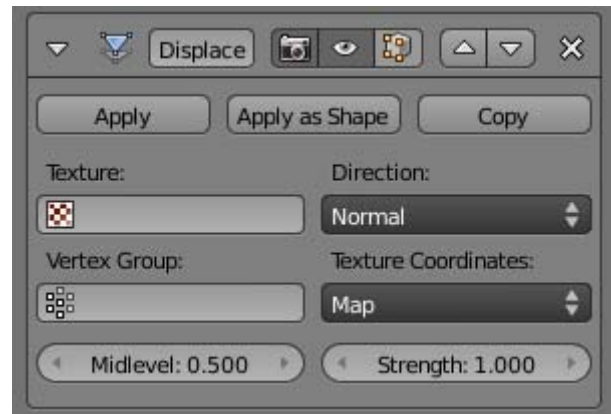 Displace
Apply Apply as Shape Copy
Texture: Direction:
Normal
Vertex Group: Texture Coordinates:
Map
Midlevel: 0.500 Strength: 1.000